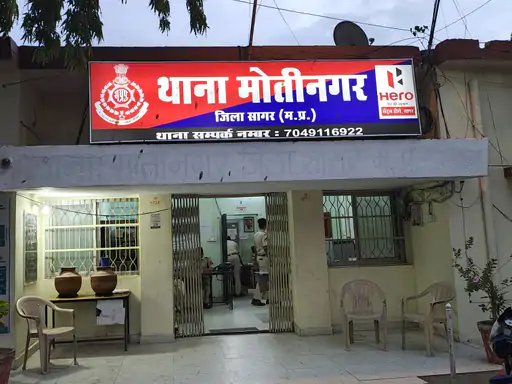 थाना मोतीनगर
जिला सागर (म.प्र.)
थाना सम्पर्क नम्बर : 7049116922
Hero